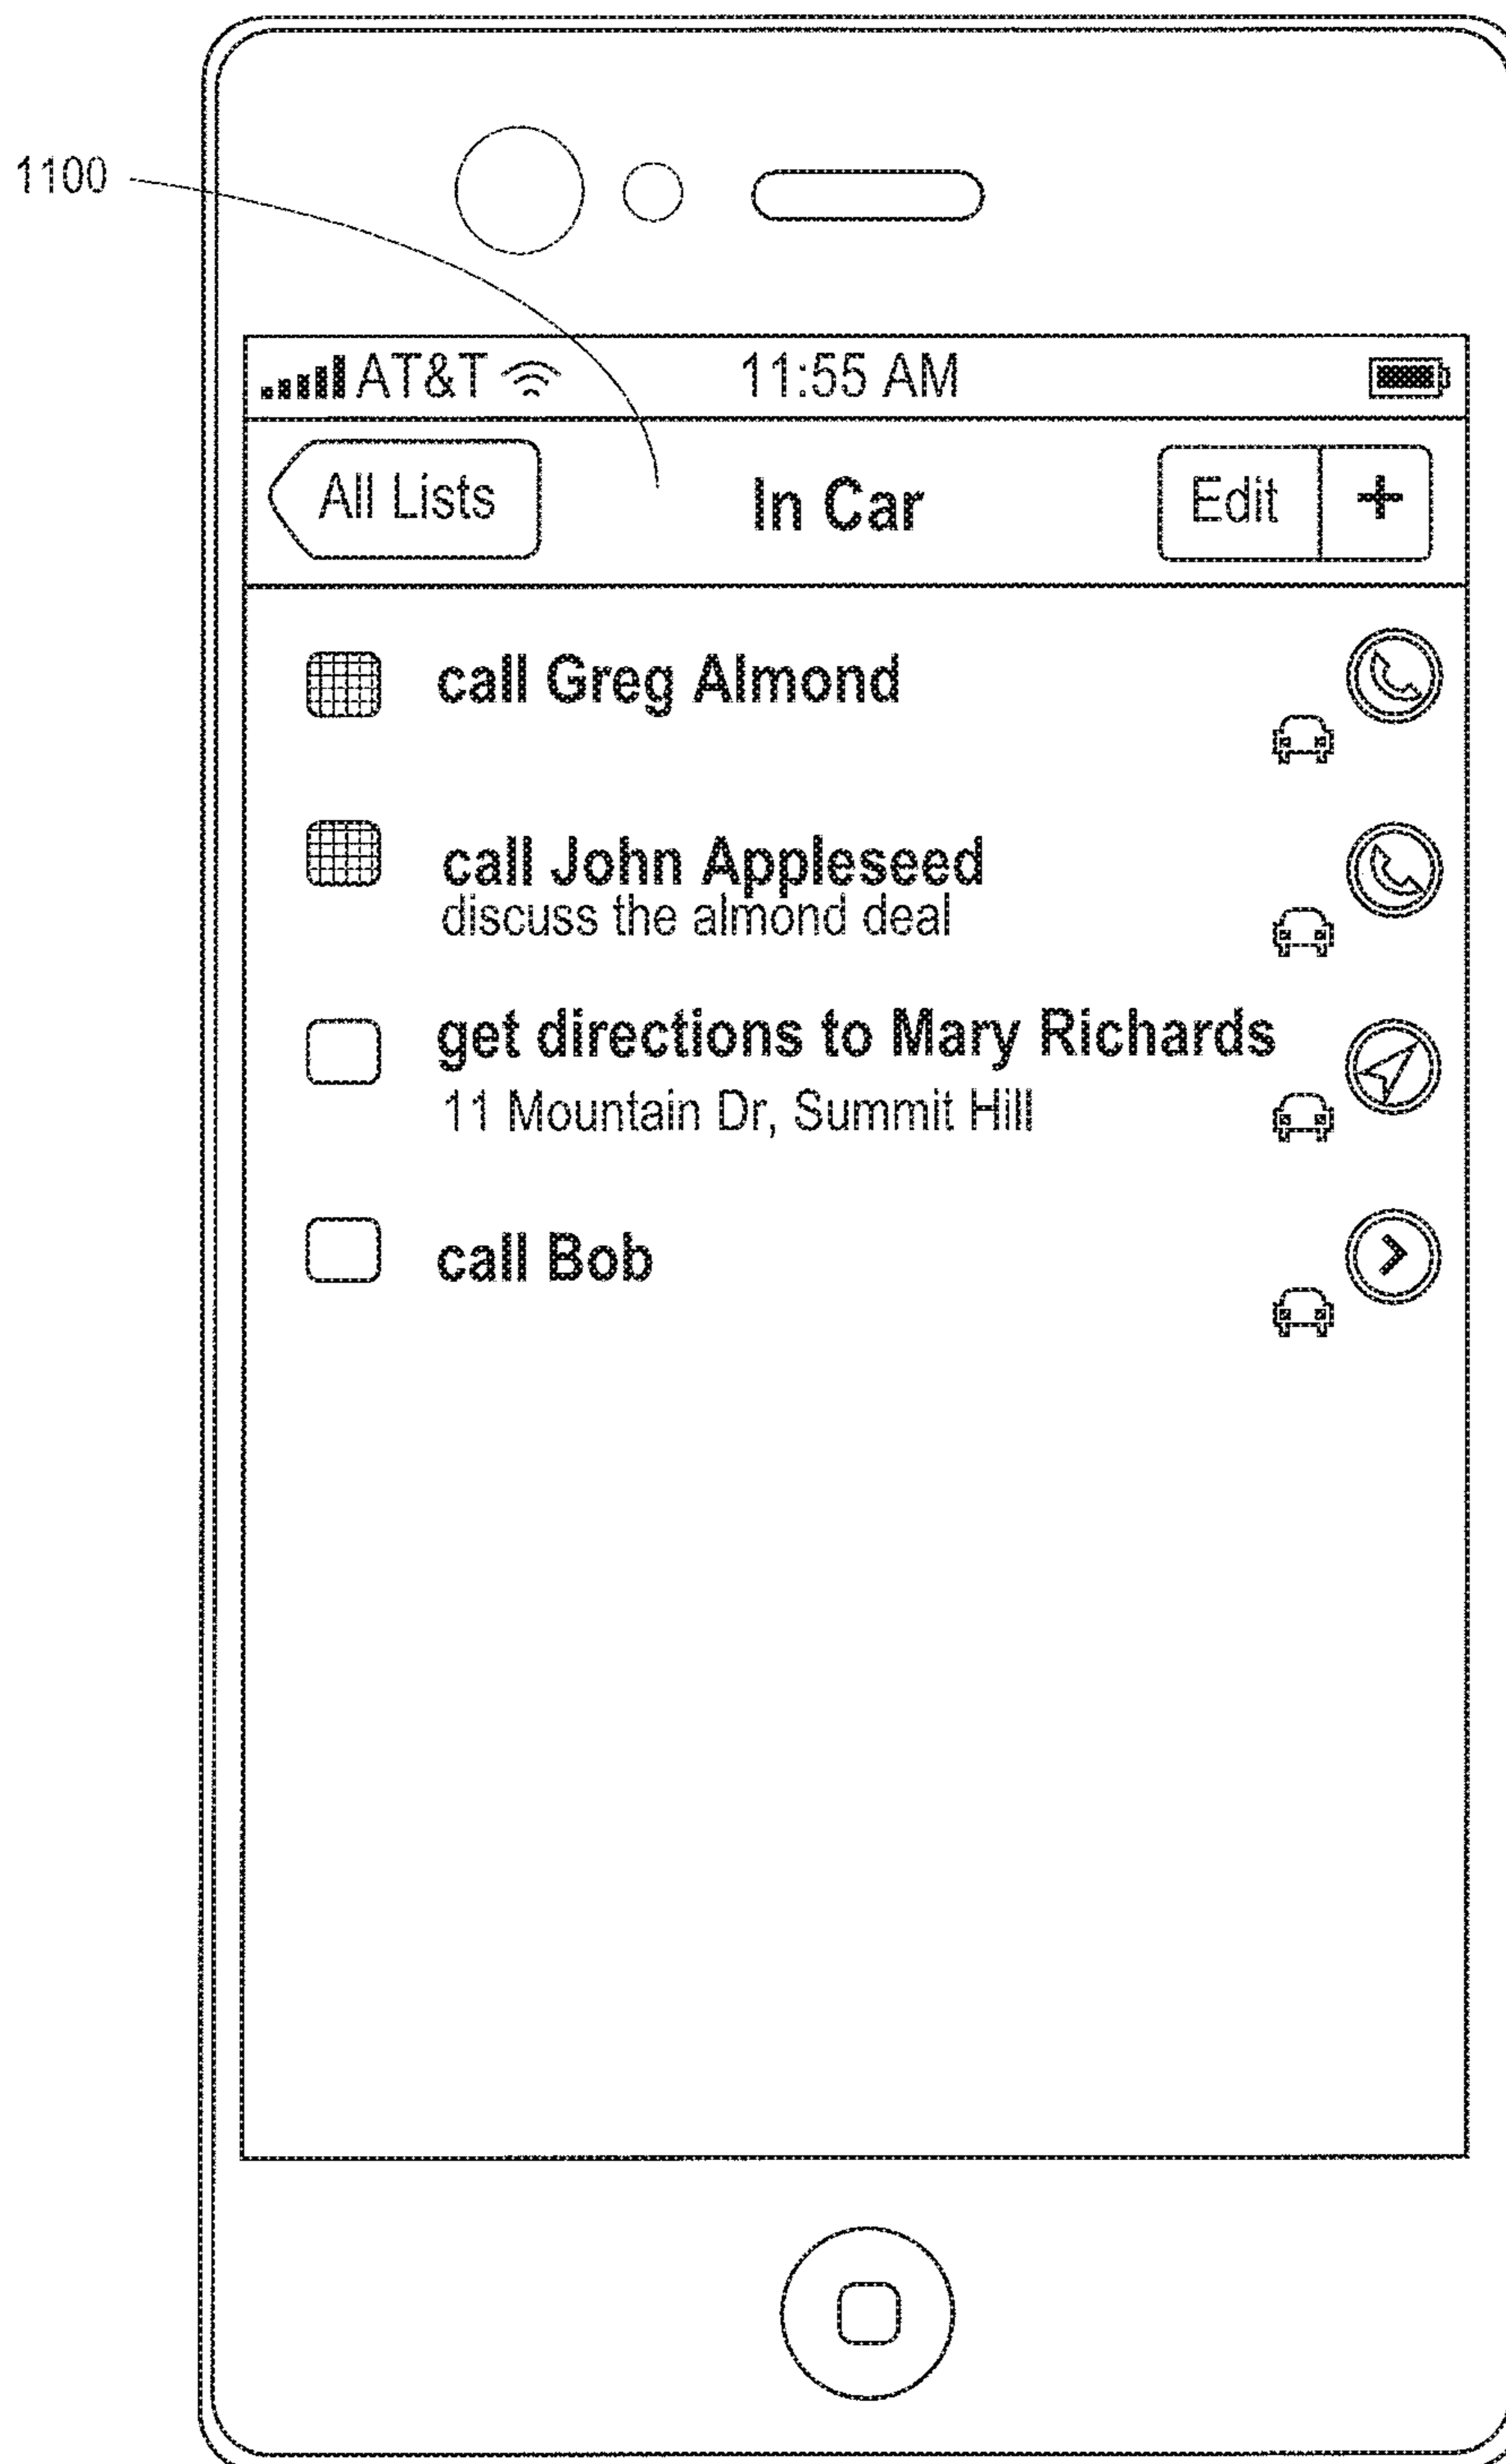 1100
AT&T 11:55 AM
All Lists In Car Edit +
call Greg Almond
call John Appleseed
discuss the almond deal
get directions to Mary Richards
11 Mountain Dr, Summit Hill
call Bob